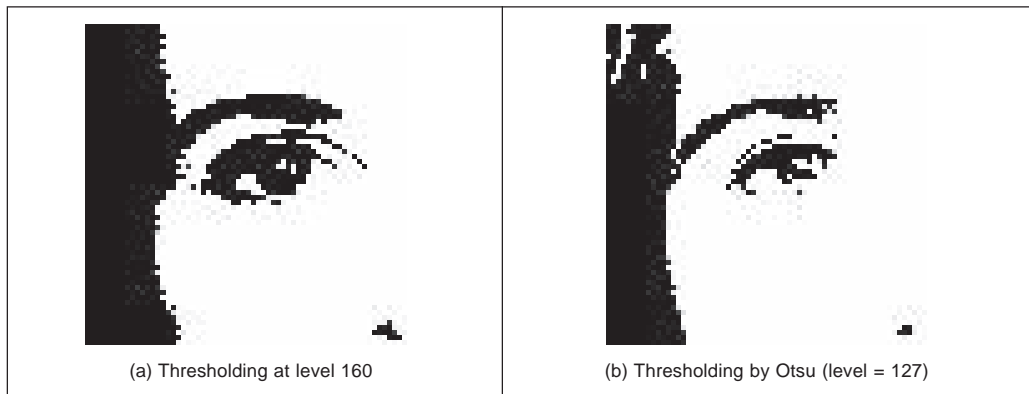 (a) Thresholding at level 160
(b) Thresholding by Otsu (level = 127)